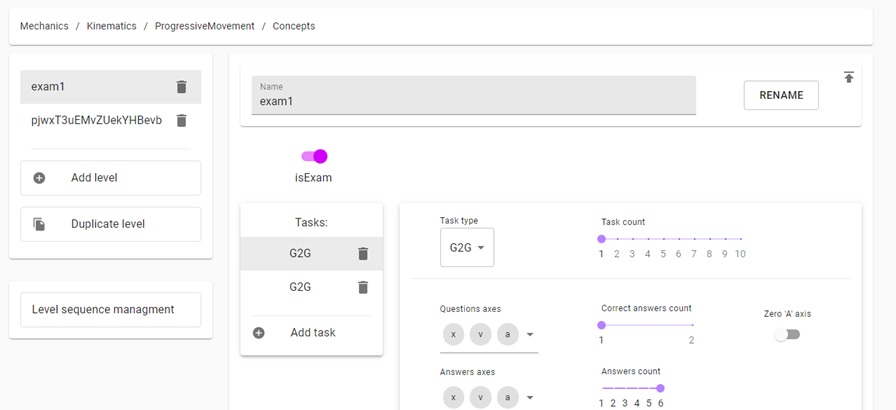 Mechanics / Kinematics / ProgressiveMovement / Concepts
exam1
pjwxT3uEMvZUekYHBevb
Add level
Duplicate level
Level sequence managment
Name
exam1
RENAME
isExam
Tasks:
G2G
G2G
Add task
Task type
G2G
Task count
1 2 3 4 5 6 7 8 9 10
Questions axes
x v a
Correct answers count
1 2
Zero 'A' axis
Answers axes
x v a
Answers count
1 2 3 4 5 6